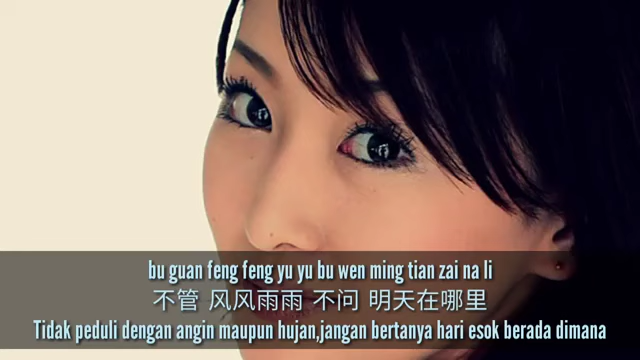 bu guan feng feng yu yu bu wen ming tian zai na li
不管 风风雨雨 不问 明天在哪里
Tidak peduli dengan angin maupun hujan,jangan bertanya hari esok berada dimana